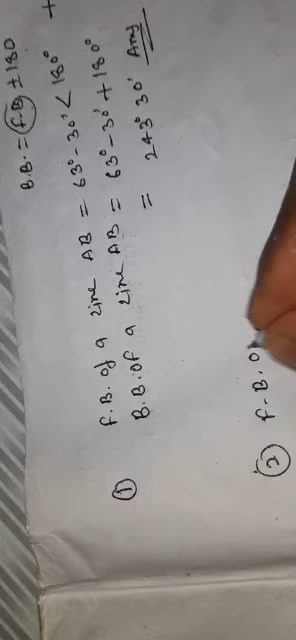 B.B. = F.B ± 180
+
① F.B. of a Line AB = 63° - 30' < 180°
B.B. of a Line AB = 63° - 30' + 180°
= 243° 30' Ans
② F-B. O